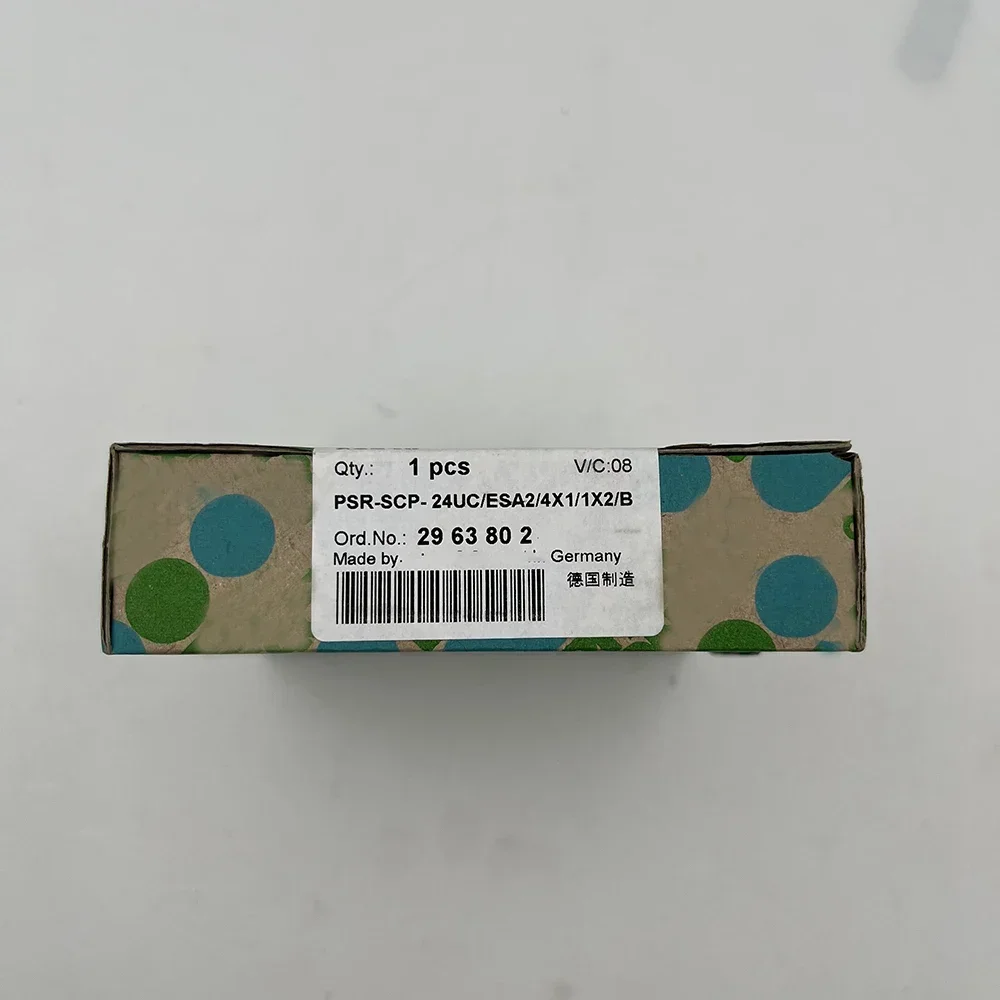 Qty.: 1 pcs V/C:08
PSR-SCP- 24UC/ESA2/4X1/1X2/B
Ord.No.: 29 63 80 2
Made by Germany
德国制造